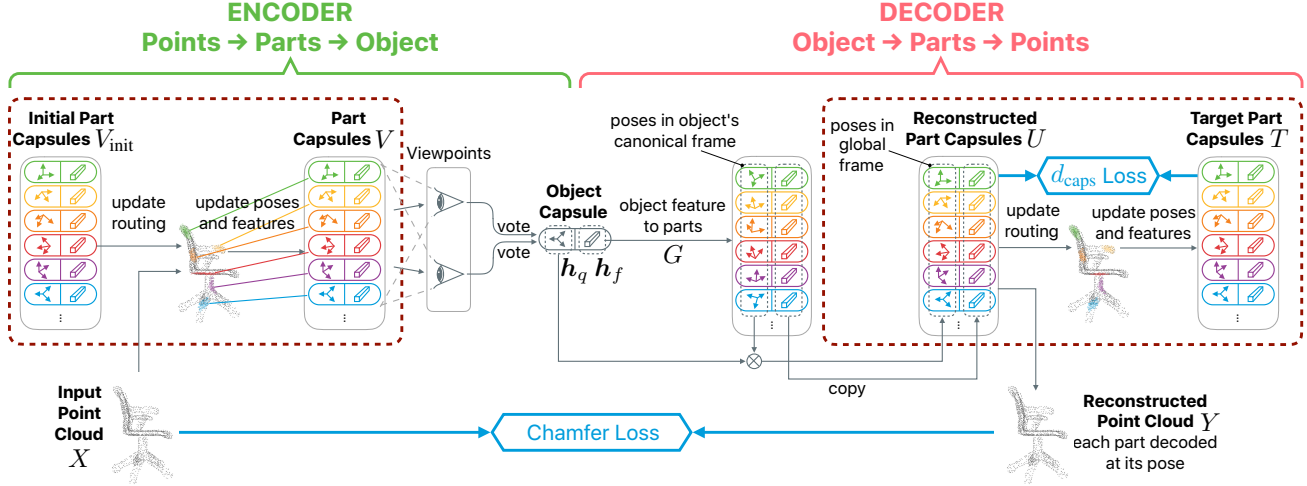 ENCODER
Points → Parts → Object
DECODER
Object → Parts → Points
Initial Part
Capsules V_init
update
routing
update poses
and features
Part
Capsules V
⋮
⋮
Viewpoints
vote
vote
Object
Capsule
h_q h_f
object feature
to parts
G
poses in object's
canonical frame
⋮
copy
poses in
global
frame
Reconstructed
Part Capsules U
⋮
d_caps Loss
update
routing
update poses
and features
Target Part
Capsules T
⋮
Input
Point
Cloud
X
Chamfer Loss
Reconstructed
Point Cloud Y
each part decoded
at its pose